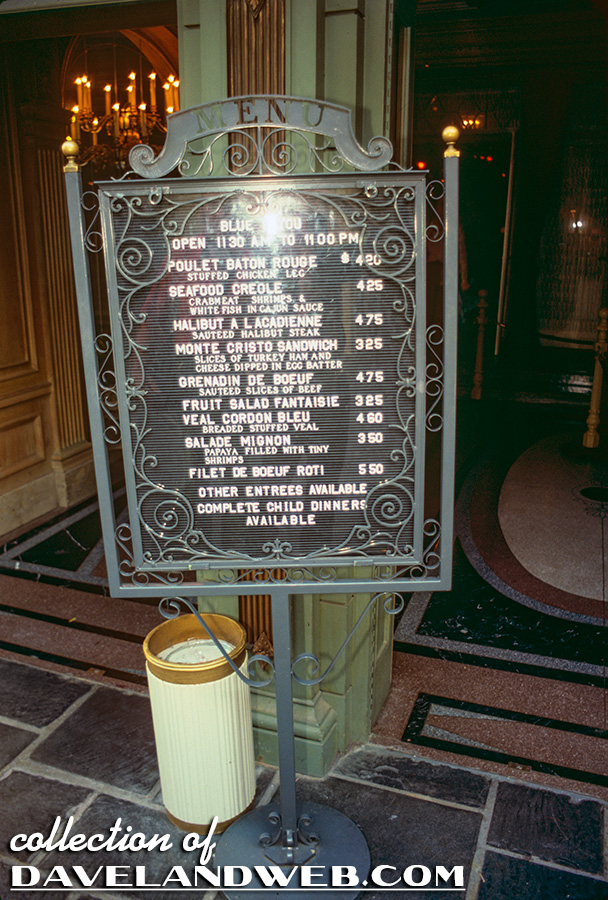 MENU
BLUE
OPEN 11 30 AM TO 11 00 PM
POULET BATON ROUGE $ 4 20
STUFFED CHICKEN LEG
SEAFOOD CREOLE 4 25
CRABMEAT SHRIMPS &
WHITE FISH IN CAJUN SAUCE
HALIBUT A L ACADIENNE 4 75
SAUTEED HALIBUT STEAK
MONTE CRISTO SANDWICH 3 25
SLICES OF TURKEY HAM AND
CHEESE DIPPED IN EGG BATTER
GRENADIN DE BOEUF 4 75
SAUTEED SLICES OF BEEF
FRUIT SALAD FANTAISIE 3 25
VEAL CORDON BLEU 4 60
BREADED STUFFED VEAL
SALADE MIGNON 3 50
PAPAYA FILLED WITH TINY
SHRIMPS
FILET DE BOEUF ROTI 5 50
OTHER ENTREES AVAILABLE
COMPLETE CHILD DINNERS
AVAILABLE
collection of
DAVELANDWEB.COM